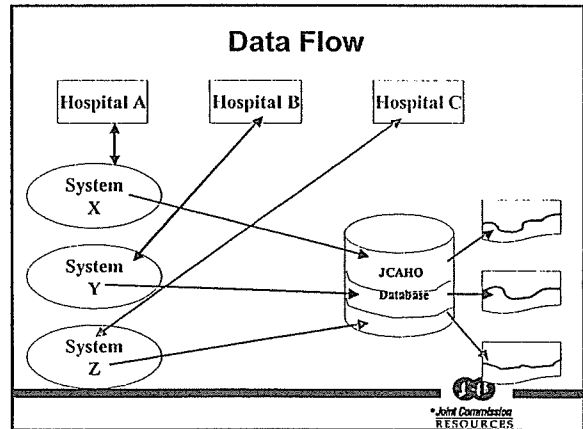 Data Flow
Hospital A
Hospital B
Hospital C
System
X
System
Y
System
Z
JCAHO
Database
Joint Commission
RESOURCES